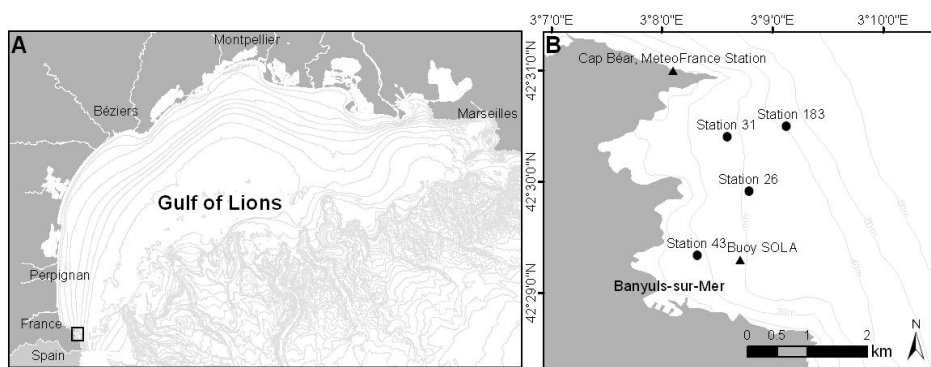 A
Montpellier
Béziers
Marseilles
Gulf of Lions
Perpignan
France
Spain
3°7'0"E
3°8'0"E
3°9'0"E
3°10'0"E
B
42°31'0"N
42°30'0"N
42°29'0"N
Cap Béar, MeteoFrance Station
Station 183
Station 31
Station 26
Station 43
Buoy SOLA
Banyuls-sur-Mer
N
0 0.5 1 2
km